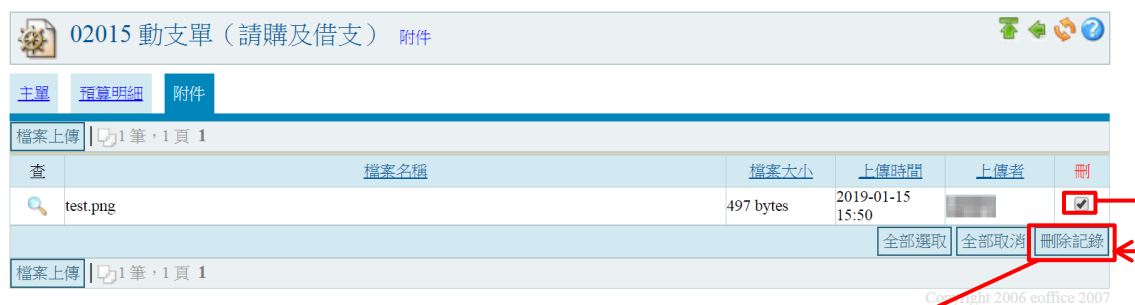 02015 動支單（請購及借支） 附件
主單 預算明細 附件
檔案上傳 1 筆，1 頁 1
查 檔案名稱 檔案大小 上傳時間 上傳者 刪
test.png 497 bytes 2019-01-15
15:50
全部選取 全部取消 刪除記錄
檔案上傳 1 筆，1 頁 1
Copyright 2006 eoffice 2007